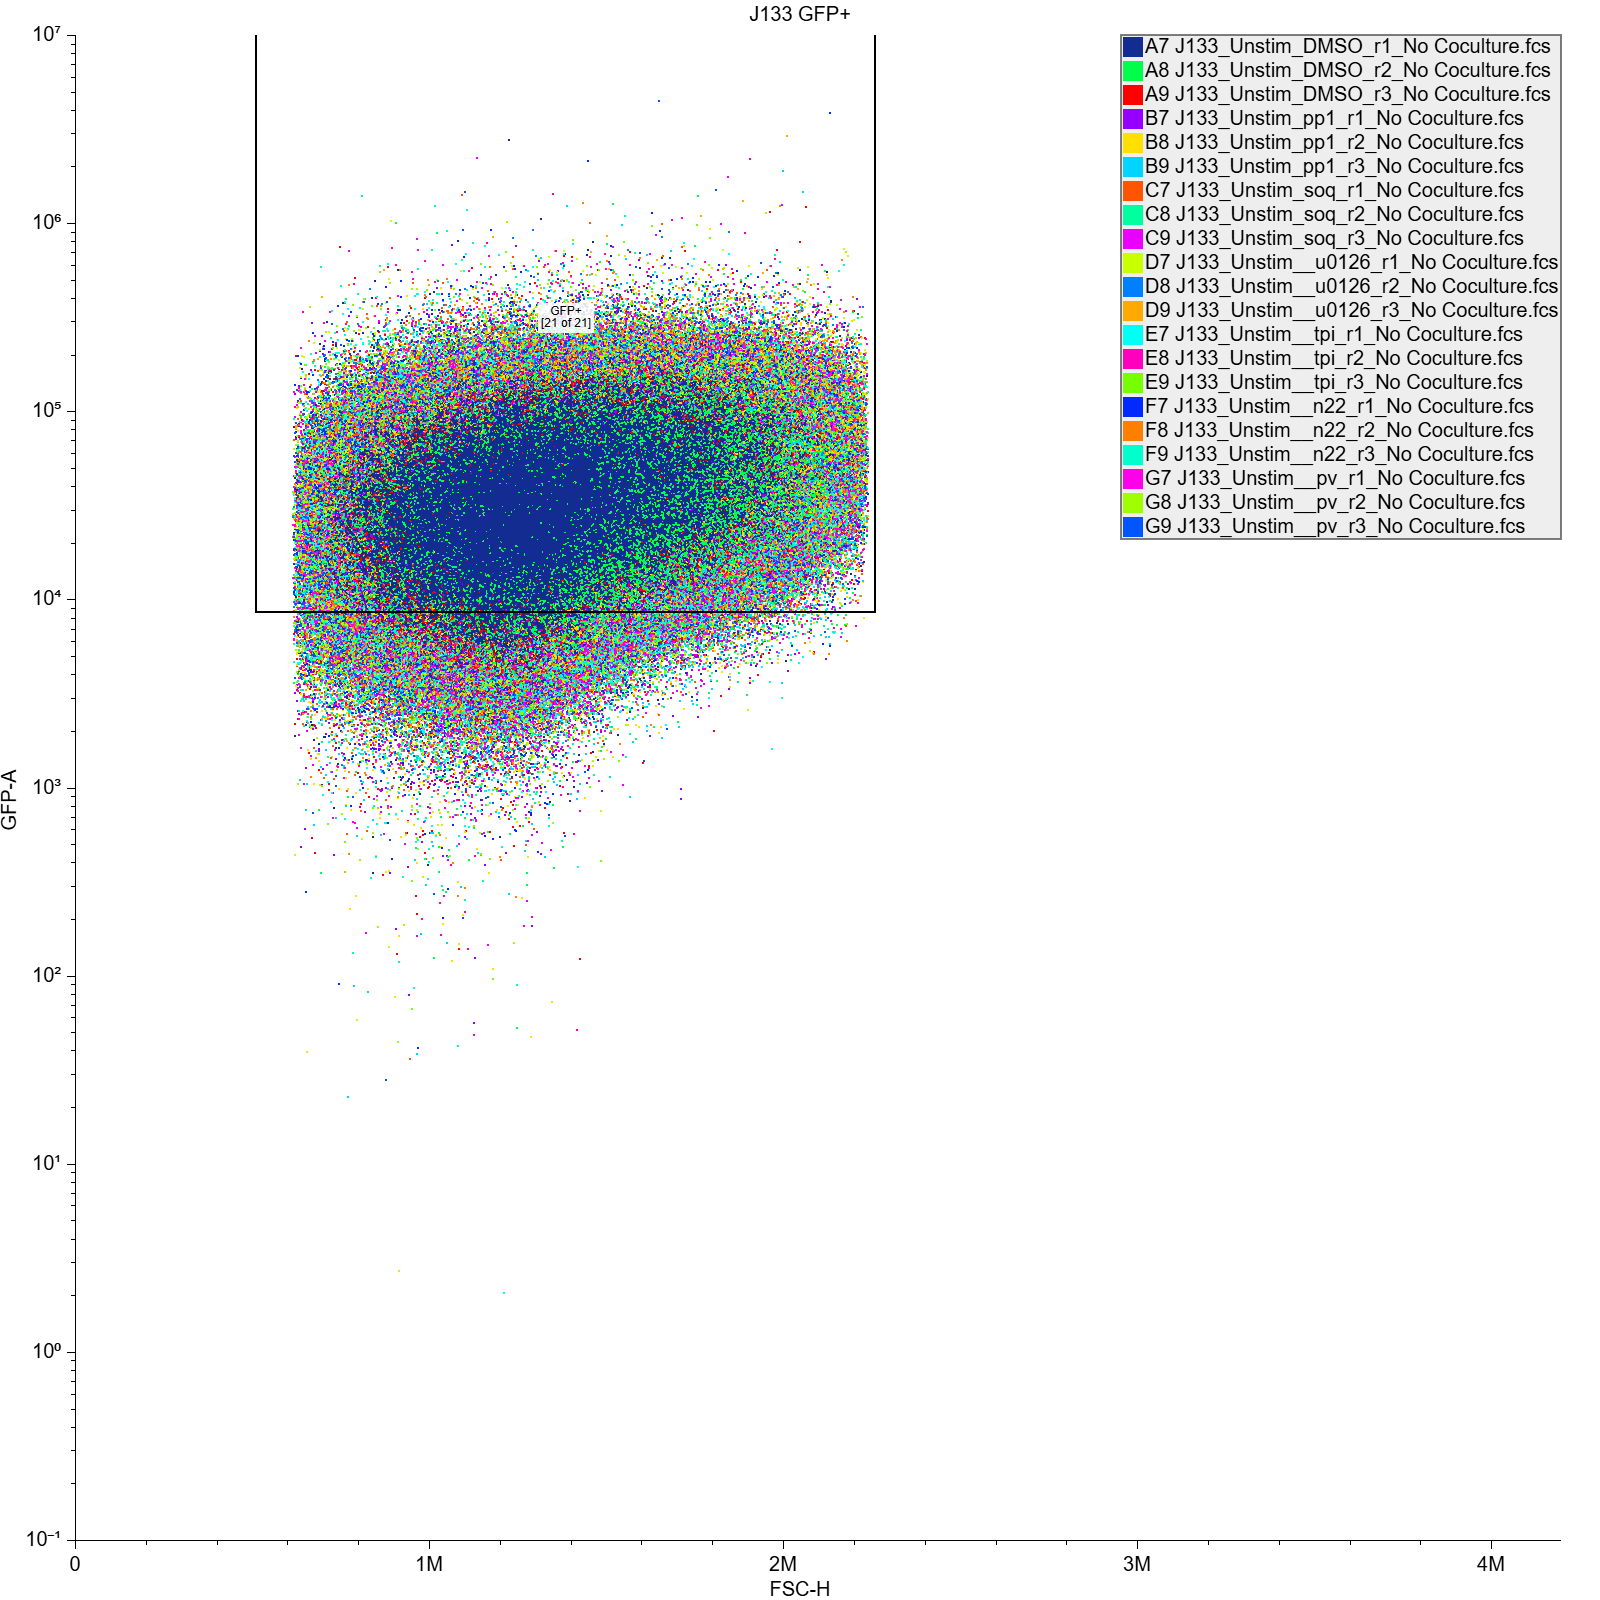 J133 GFP+
10⁷
10⁶
10⁵
10⁴
10³
10²
10¹
10⁰
10⁻¹
GFP-A
GFP+
[21 of 21]
A7 J133_Unstim_DMSO_r1_No Coculture.fcs
A8 J133_Unstim_DMSO_r2_No Coculture.fcs
A9 J133_Unstim_DMSO_r3_No Coculture.fcs
B7 J133_Unstim_pp1_r1_No Coculture.fcs
B8 J133_Unstim_pp1_r2_No Coculture.fcs
B9 J133_Unstim_pp1_r3_No Coculture.fcs
C7 J133_Unstim_soq_r1_No Coculture.fcs
C8 J133_Unstim_soq_r2_No Coculture.fcs
C9 J133_Unstim_soq_r3_No Coculture.fcs
D7 J133_Unstim__u0126_r1_No Coculture.fcs
D8 J133_Unstim__u0126_r2_No Coculture.fcs
D9 J133_Unstim__u0126_r3_No Coculture.fcs
E7 J133_Unstim__tpi_r1_No Coculture.fcs
E8 J133_Unstim__tpi_r2_No Coculture.fcs
E9 J133_Unstim__tpi_r3_No Coculture.fcs
F7 J133_Unstim__n22_r1_No Coculture.fcs
F8 J133_Unstim__n22_r2_No Coculture.fcs
F9 J133_Unstim__n22_r3_No Coculture.fcs
G7 J133_Unstim__pv_r1_No Coculture.fcs
G8 J133_Unstim__pv_r2_No Coculture.fcs
G9 J133_Unstim__pv_r3_No Coculture.fcs
0 1M 2M 3M 4M
FSC-H